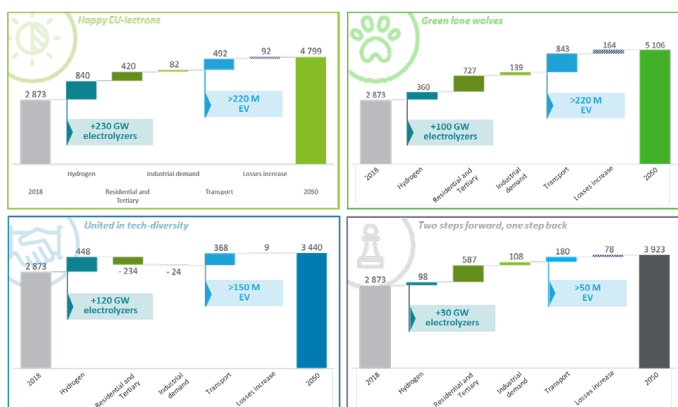 Happy EU-lectrons
2 873
840
420
82
492
92
4 799
+230 GW
electrolyzers
>220 M
EV
Hydrogen
Industrial demand
Losses increase
2018
Residential and
Tertiary
Transport
2050
Green lone wolves
2 873
360
727
139
843
164
5 106
+100 GW
electrolyzers
>220 M
EV
2018
Hydrogen
Residential and
Tertiary
Industrial
demand
Transport
Losses increase
2050
United in tech-diversity
2 873
448
- 234
- 24
368
9
3 440
+120 GW
electrolyzers
>150 M
EV
2018
Hydrogen
Residential and
Tertiary
Industrial
demand
Transport
Losses increase
2050
Two steps forward, one step back
2 873
98
587
108
180
78
3 923
+30 GW
electrolyzers
>50 M
EV
2018
Hydrogen
Residential and
Tertiary
Industrial
demand
Transport
Losses increase
2050